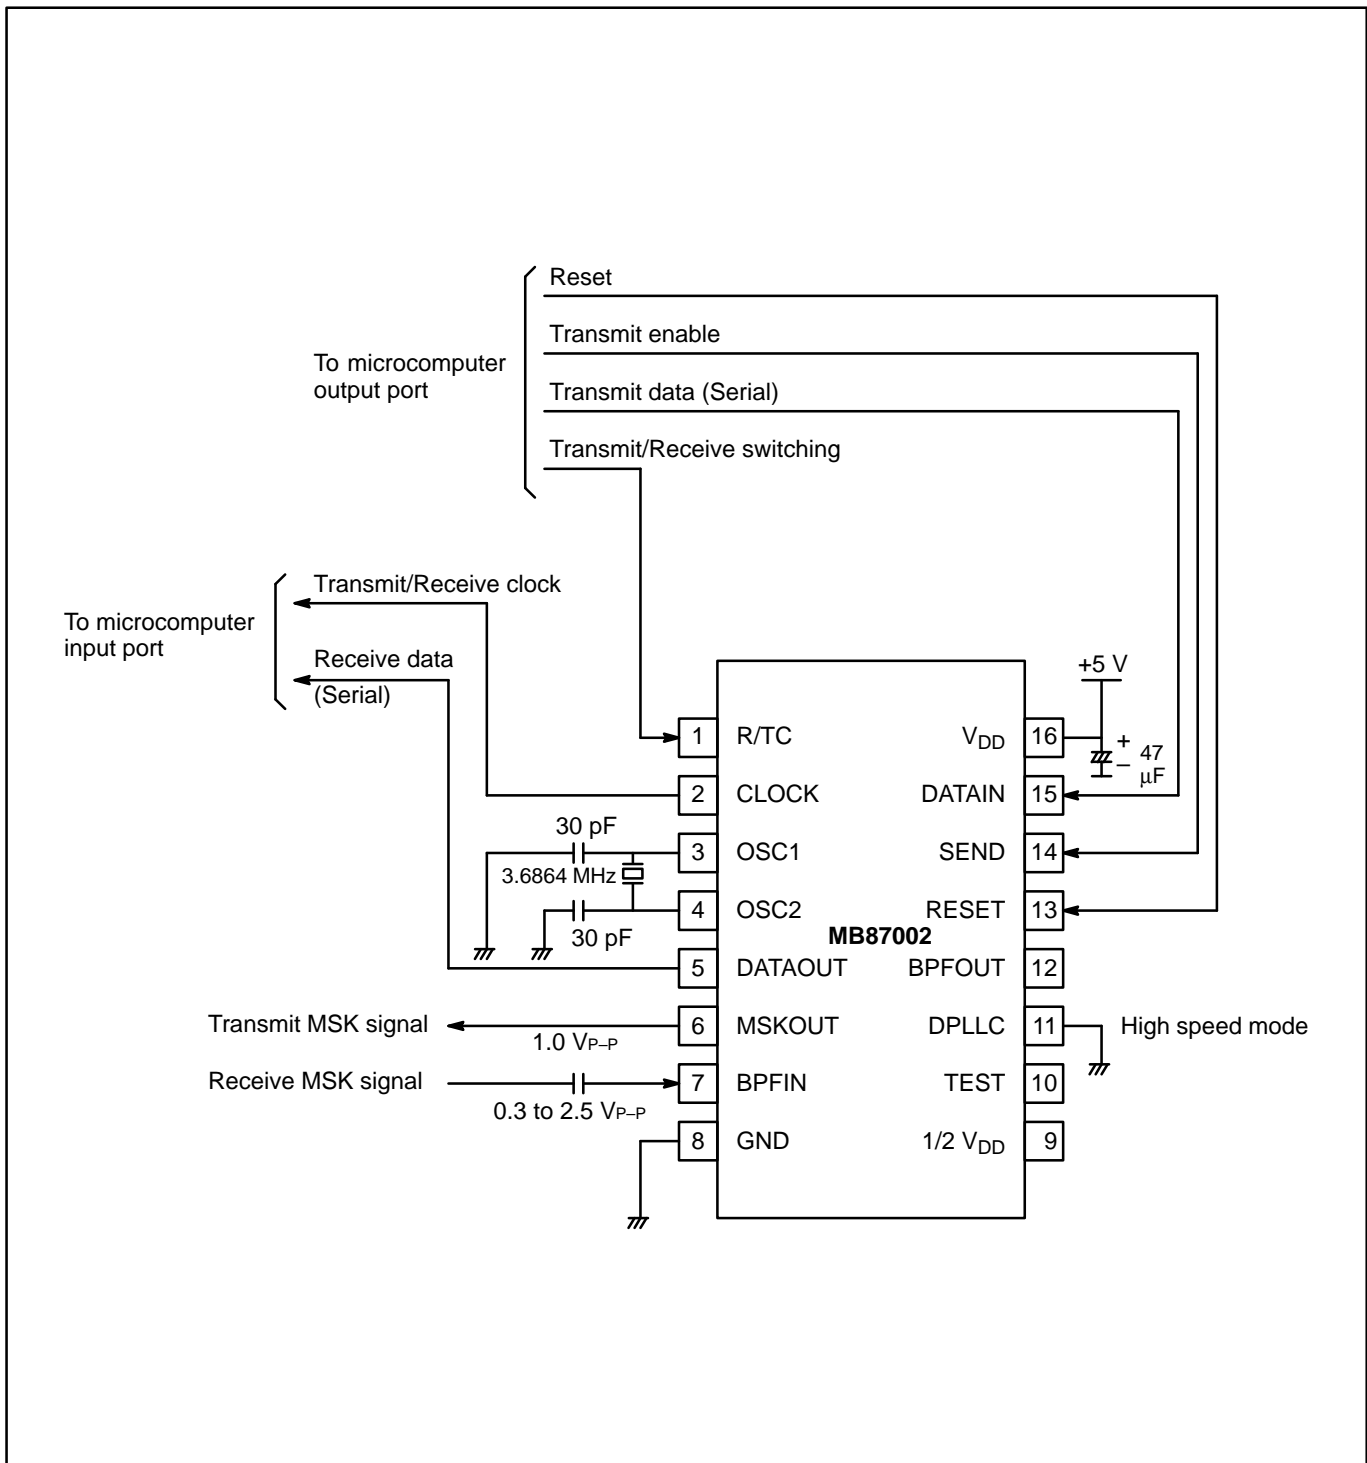 Reset
Transmit enable
To microcomputer
output port
Transmit data (Serial)
Transmit/Receive switching
Transmit/Receive clock
To microcomputer
input port
Receive data
(Serial)
+5 V
1 R/TC VDD 16
+
–
47
µF
2 CLOCK DATAIN 15
30 pF
3 OSC1 SEND 14
3.6864 MHz
4 OSC2 RESET 13
30 pF
MB87002
5 DATAOUT BPFOUT 12
Transmit MSK signal 6 MSKOUT DPLLC 11 High speed mode
1.0 VP–P
Receive MSK signal 7 BPFIN TEST 10
0.3 to 2.5 VP–P
8 GND 1/2 VDD 9